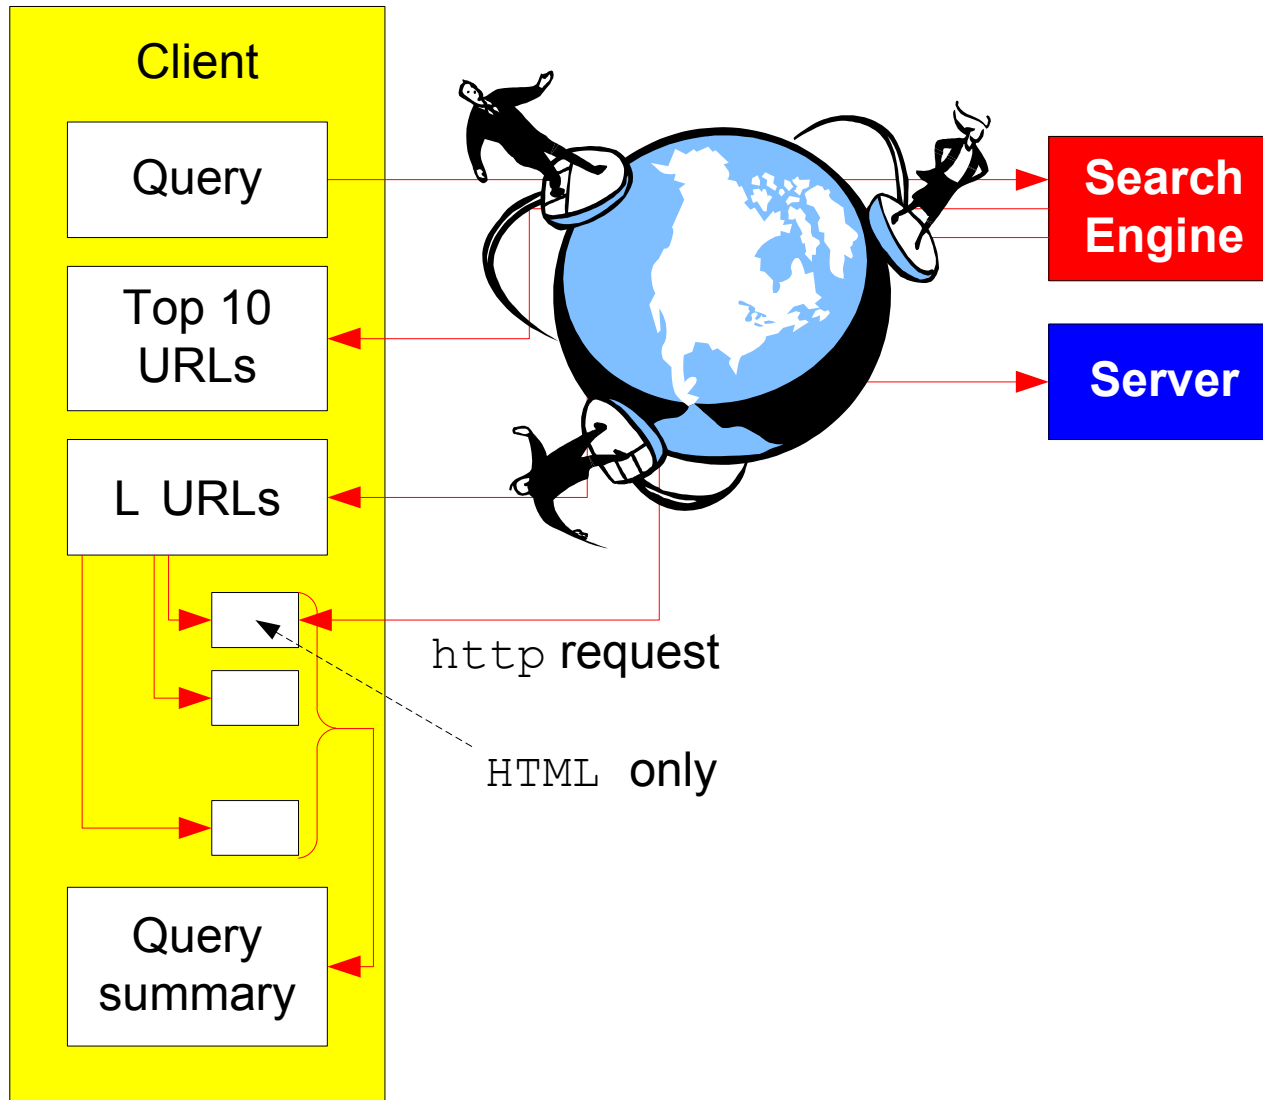 Client
Query
Top 10
URLs
L URLs
Query
summary
http request
HTML only
Search
Engine
Server